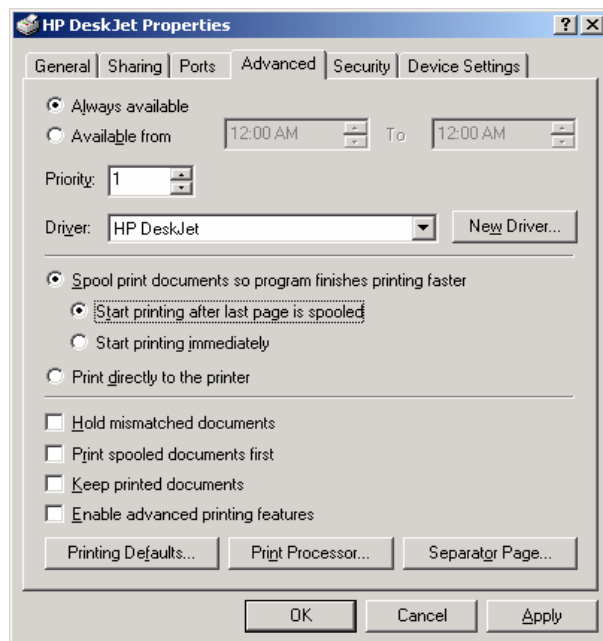 HP DeskJet Properties
General Sharing Ports Advanced Security Device Settings
Always available
Available from 12:00 AM To 12:00 AM
Priority: 1
Driver: HP DeskJet New Driver...
Spool print documents so program finishes printing faster
Start printing after last page is spooled
Start printing immediately
Print directly to the printer
Hold mismatched documents
Print spooled documents first
Keep printed documents
Enable advanced printing features
Printing Defaults... Print Processor... Separator Page...
OK Cancel Apply